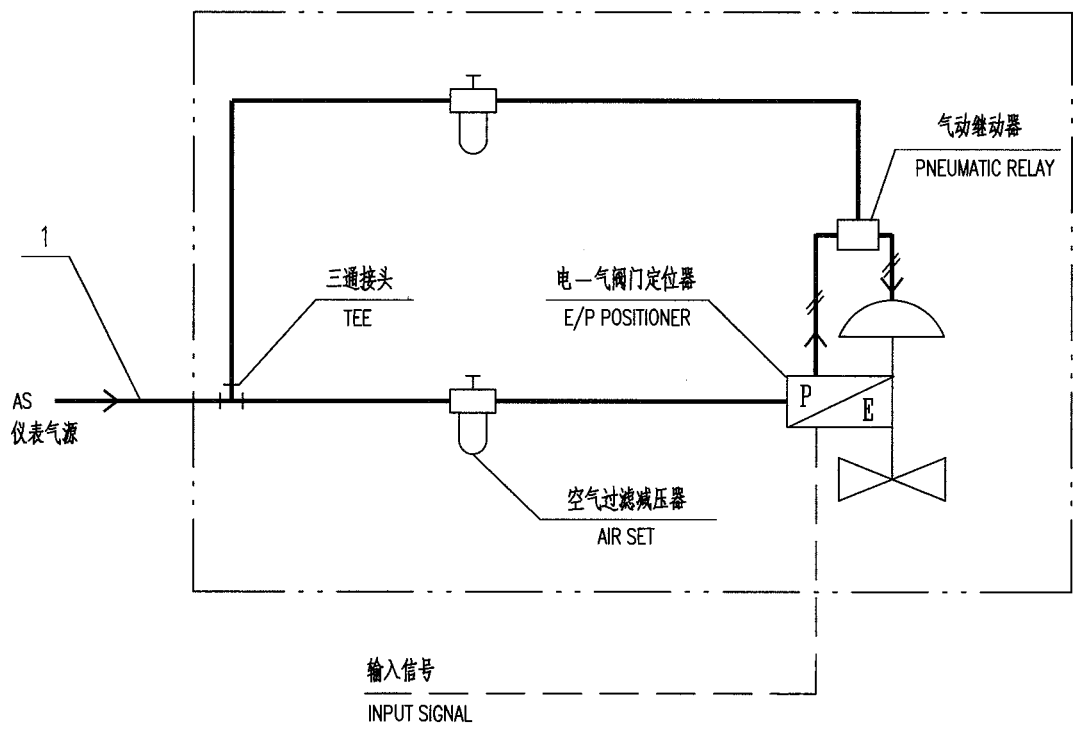 气动继动器
PNEUMATIC RELAY
1
三通接头
TEE
电—气阀门定位器
E/P POSITIONER
AS
仪表气源
P
E
空气过滤减压器
AIR SET
输入信号
INPUT SIGNAL